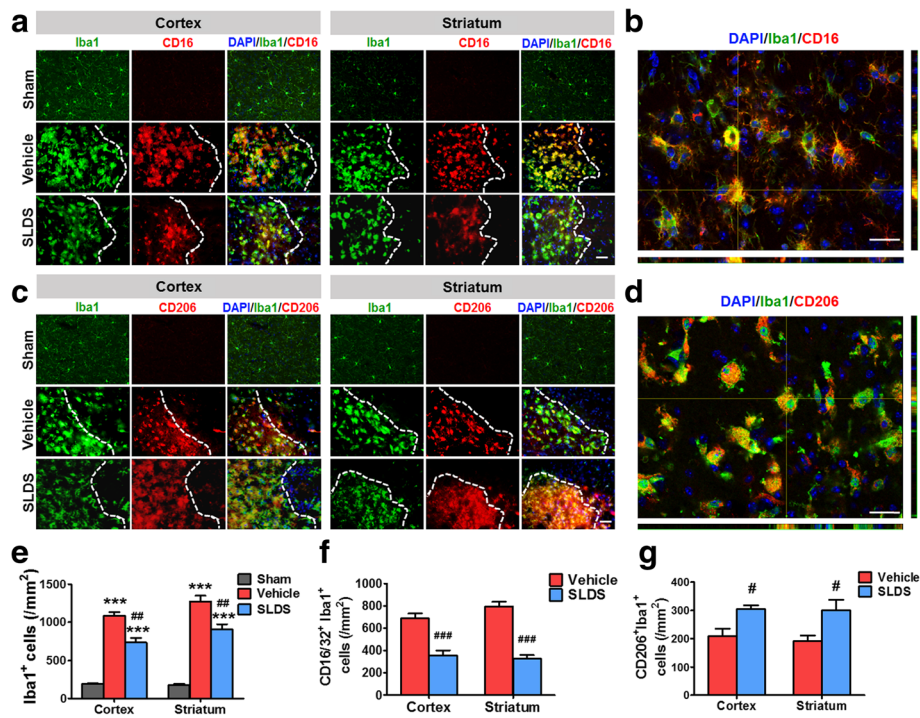 a
Cortex
Striatum
b
Iba1 CD16 DAPI/Iba1/CD16
Iba1 CD16 DAPI/Iba1/CD16
DAPI/Iba1/CD16
Sham
Vehicle
SLDS
c
Cortex
Striatum
d
Iba1 CD206 DAPI/Iba1/CD206
Iba1 CD206 DAPI/Iba1/CD206
DAPI/Iba1/CD206
Sham
Vehicle
SLDS
e
Iba1+ cells (/mm²)
1500
1000
500
0
*** ## ***
*** ## ***
Sham
Vehicle
SLDS
Cortex Striatum
f
CD16/32+ Iba1+
cells (/mm²)
1000
800
600
400
200
0
### ###
Vehicle
SLDS
Cortex Striatum
g
CD206+Iba1+
cells (/mm²)
400
300
200
100
0
# #
Vehicle
SLDS
Cortex Striatum